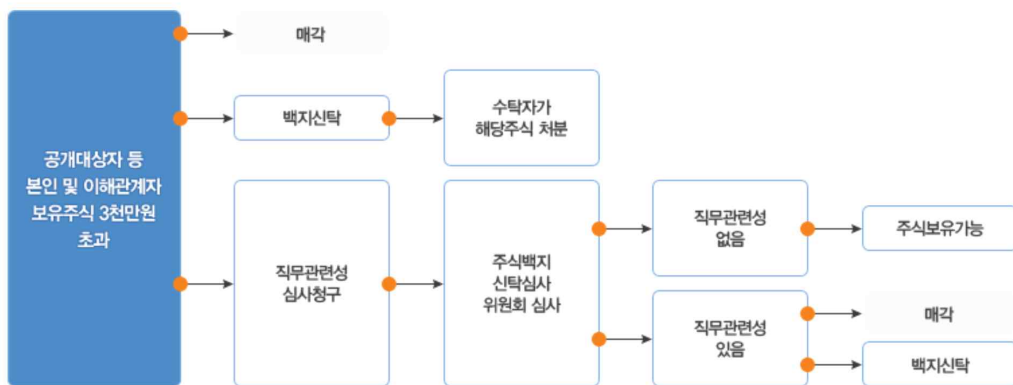 공개대상자 등
본인 및 이해관계자
보유주식 3천만원
초과
매각
백지신탁
수탁자가
해당주식 처분
직무관련성
심사청구
주식백지
신탁심사
위원회 심사
직무관련성
없음
주식보유가능
직무관련성
있음
매각
백지신탁